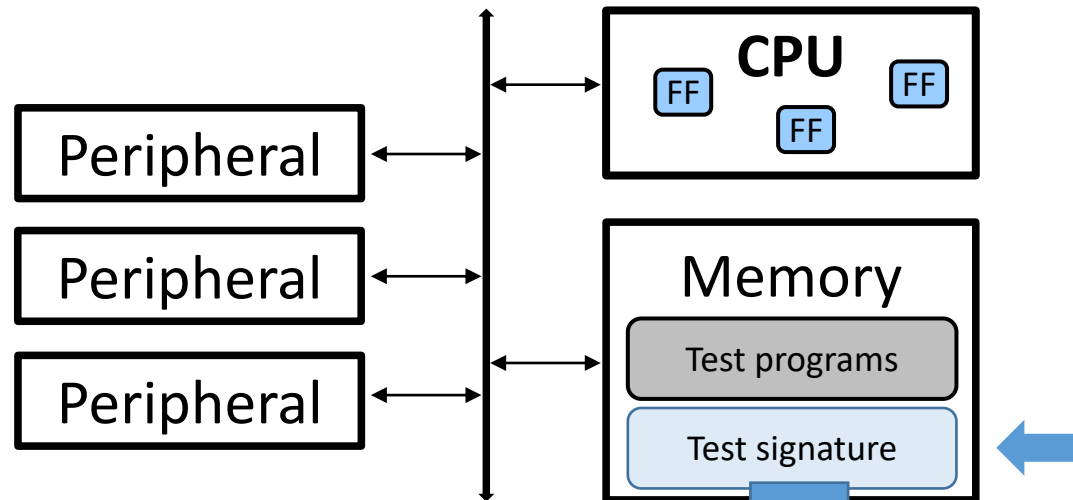 CPU
FF
FF
FF
Peripheral
Peripheral
Peripheral
Memory
Test programs
Test signature